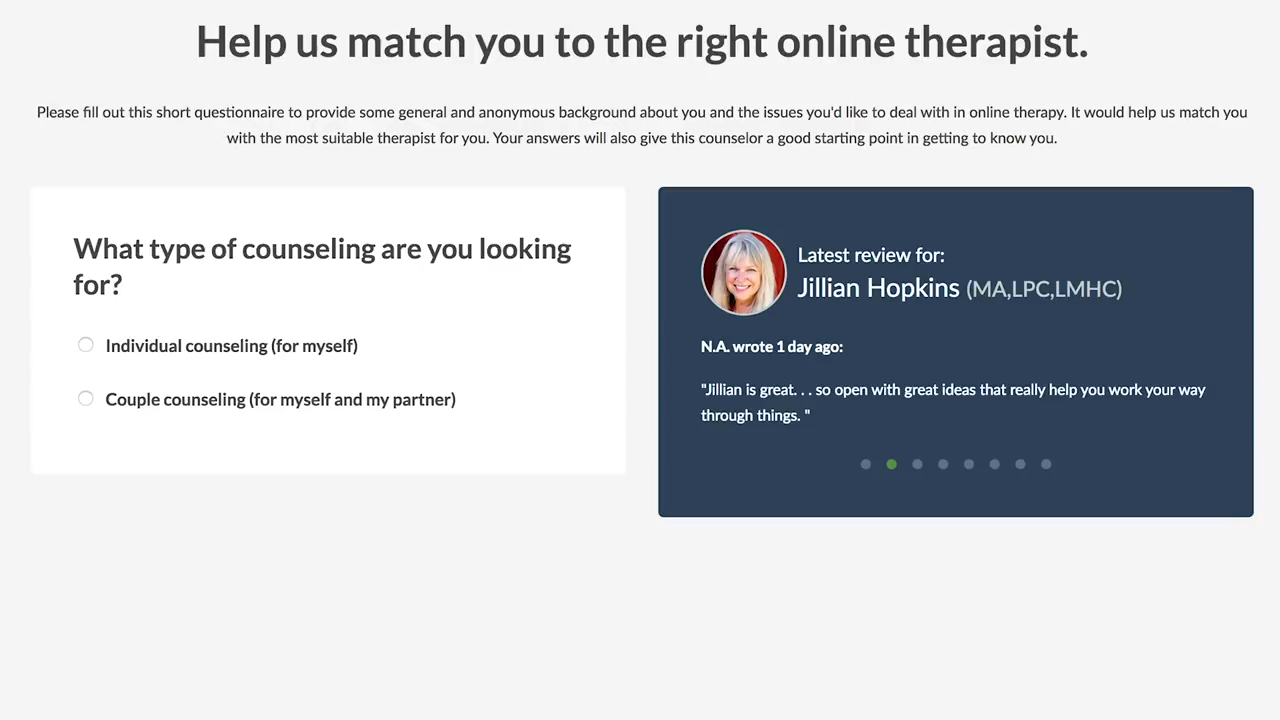 Help us match you to the right online therapist.
Please fill out this short questionnaire to provide some general and anonymous background about you and the issues you'd like to deal with in online therapy. It would help us match you
with the most suitable therapist for you. Your answers will also give this counselor a good starting point in getting to know you.
What type of counseling are you looking
for?
Individual counseling (for myself)
Couple counseling (for myself and my partner)
Latest review for:
Jillian Hopkins (MA,LPC,LMHC)
N.A. wrote 1 day ago:
"Jillian is great. . . so open with great ideas that really help you work your way
through things. "